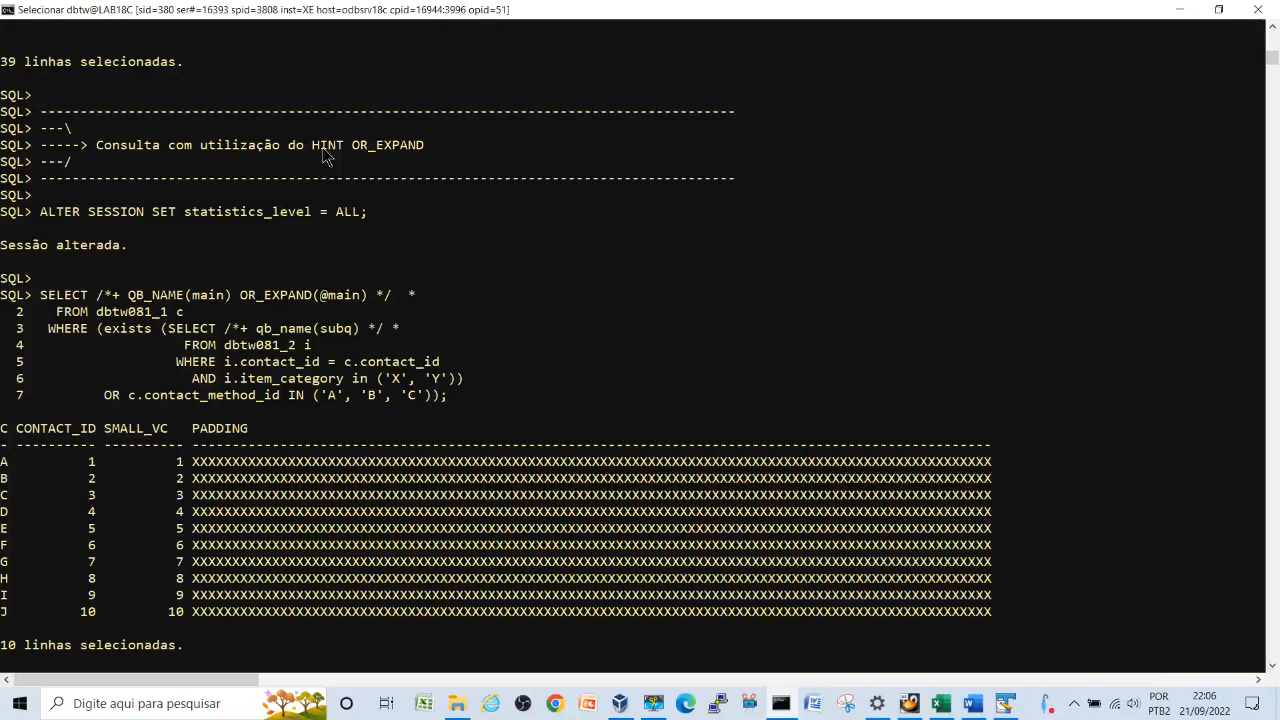 Selecionar dbtw@LAB18C [sid=380 ser#=16393 spid=3808 inst=XE host=odbsrv18c cpid=16944:3996 opid=51]
39 linhas selecionadas.
SQL>
SQL> ---------------------------------------------------------------------------------------
SQL> ---\
SQL> -----> Consulta com utilização do HINT OR_EXPAND
SQL> ---/
SQL> ---------------------------------------------------------------------------------------
SQL>
SQL> ALTER SESSION SET statistics_level = ALL;
Sessão alterada.
SQL>
SQL> SELECT /*+ QB_NAME(main) OR_EXPAND(@main) */  *
  2    FROM dbtw081_1 c
  3   WHERE (exists (SELECT /*+ qb_name(subq) */ *
  4                    FROM dbtw081_2 i
  5                   WHERE i.contact_id = c.contact_id
  6                     AND i.item_category in ('X', 'Y'))
  7          OR c.contact_method_id IN ('A', 'B', 'C'));
C CONTACT_ID SMALL_VC   PADDING
- ---------- ---------- ----------------------------------------------------------------------------------------------------
A          1          1 XXXXXXXXXXXXXXXXXXXXXXXXXXXXXXXXXXXXXXXXXXXXXXXXXXXXXXXXXXXXXXXXXXXXXXXXXXXXXXXXXXXXXXXXXXXXXXXXXXXX
B          2          2 XXXXXXXXXXXXXXXXXXXXXXXXXXXXXXXXXXXXXXXXXXXXXXXXXXXXXXXXXXXXXXXXXXXXXXXXXXXXXXXXXXXXXXXXXXXXXXXXXXXX
C          3          3 XXXXXXXXXXXXXXXXXXXXXXXXXXXXXXXXXXXXXXXXXXXXXXXXXXXXXXXXXXXXXXXXXXXXXXXXXXXXXXXXXXXXXXXXXXXXXXXXXXXX
D          4          4 XXXXXXXXXXXXXXXXXXXXXXXXXXXXXXXXXXXXXXXXXXXXXXXXXXXXXXXXXXXXXXXXXXXXXXXXXXXXXXXXXXXXXXXXXXXXXXXXXXXX
E          5          5 XXXXXXXXXXXXXXXXXXXXXXXXXXXXXXXXXXXXXXXXXXXXXXXXXXXXXXXXXXXXXXXXXXXXXXXXXXXXXXXXXXXXXXXXXXXXXXXXXXXX
F          6          6 XXXXXXXXXXXXXXXXXXXXXXXXXXXXXXXXXXXXXXXXXXXXXXXXXXXXXXXXXXXXXXXXXXXXXXXXXXXXXXXXXXXXXXXXXXXXXXXXXXXX
G          7          7 XXXXXXXXXXXXXXXXXXXXXXXXXXXXXXXXXXXXXXXXXXXXXXXXXXXXXXXXXXXXXXXXXXXXXXXXXXXXXXXXXXXXXXXXXXXXXXXXXXXX
H          8          8 XXXXXXXXXXXXXXXXXXXXXXXXXXXXXXXXXXXXXXXXXXXXXXXXXXXXXXXXXXXXXXXXXXXXXXXXXXXXXXXXXXXXXXXXXXXXXXXXXXXX
I          9          9 XXXXXXXXXXXXXXXXXXXXXXXXXXXXXXXXXXXXXXXXXXXXXXXXXXXXXXXXXXXXXXXXXXXXXXXXXXXXXXXXXXXXXXXXXXXXXXXXXXXX
J         10         10 XXXXXXXXXXXXXXXXXXXXXXXXXXXXXXXXXXXXXXXXXXXXXXXXXXXXXXXXXXXXXXXXXXXXXXXXXXXXXXXXXXXXXXXXXXXXXXXXXXXX
10 linhas selecionadas.
Digite aqui para pesquisar
POR 22:06
PTB2 21/09/2022